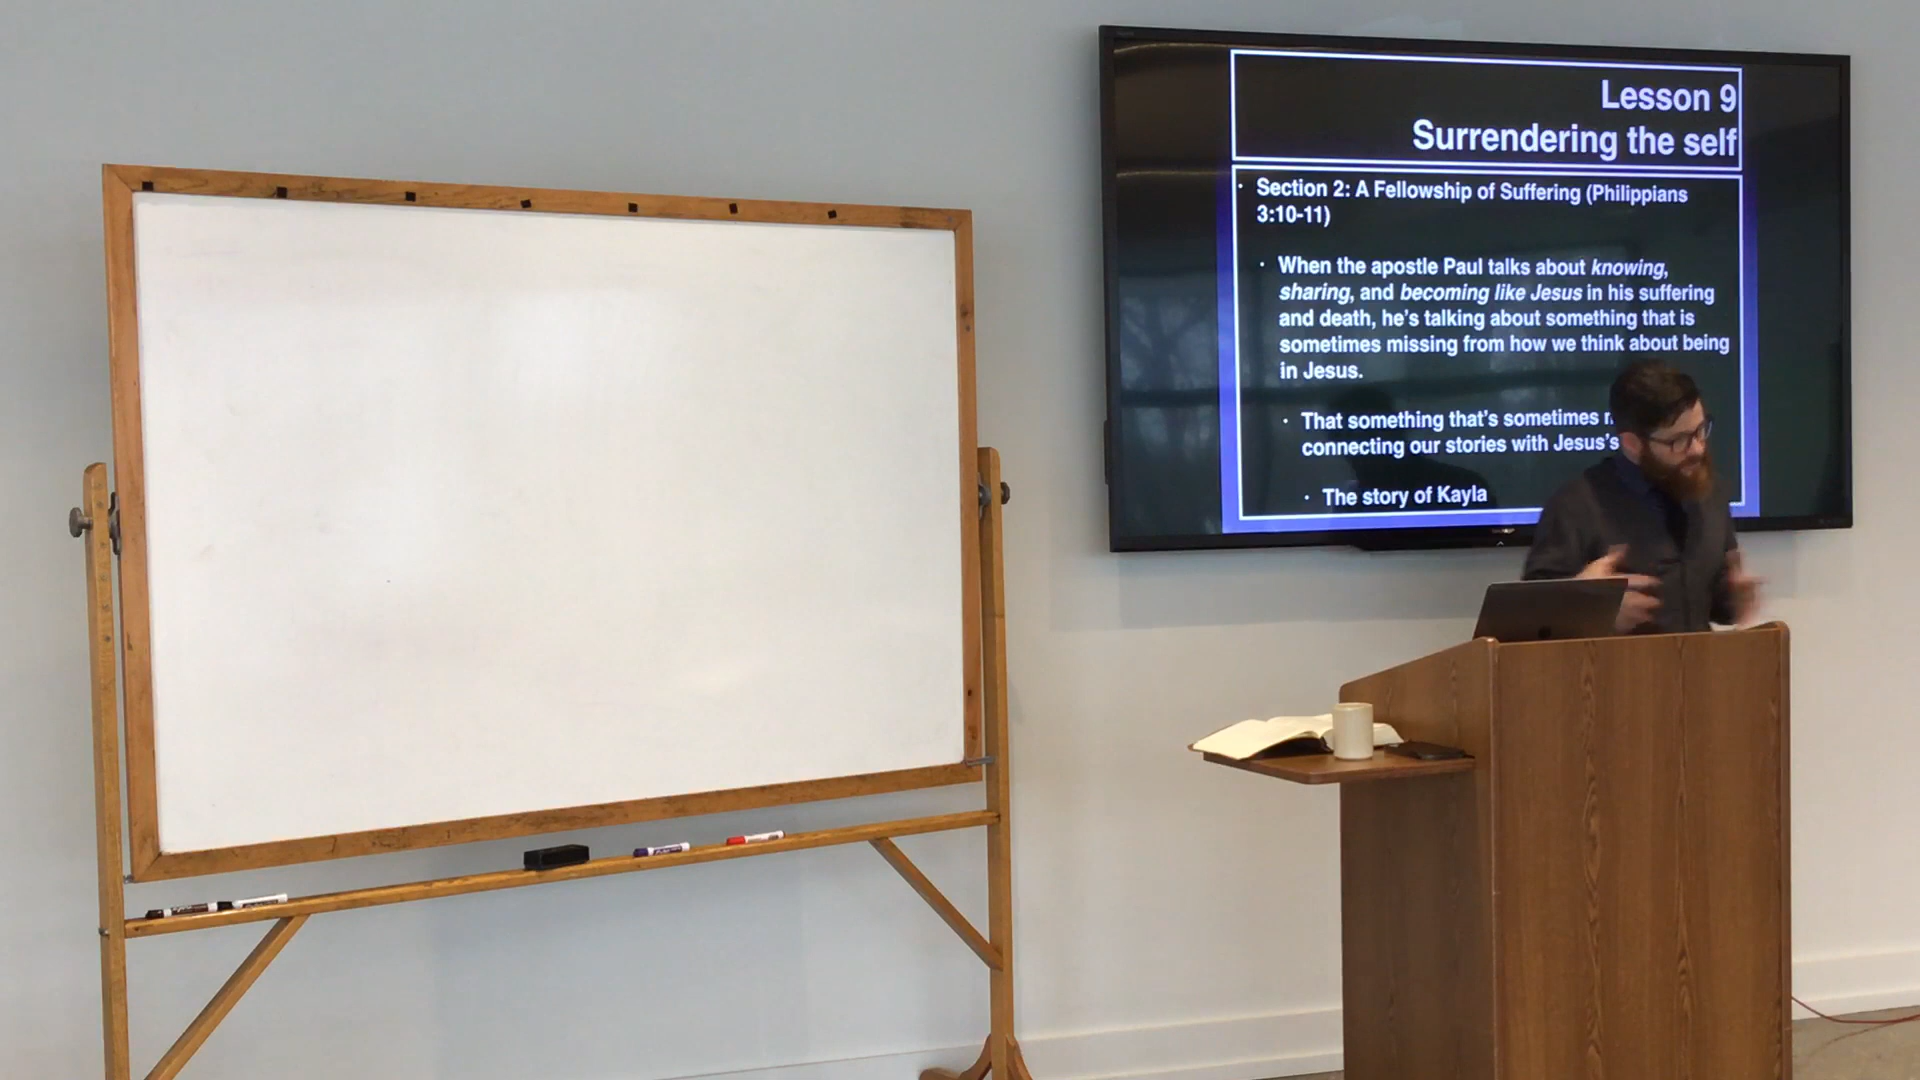 Lesson 9
Surrendering the self
· Section 2: A Fellowship of Suffering (Philippians
3:10-11)
· When the apostle Paul talks about knowing,
sharing, and becoming like Jesus in his suffering
and death, he's talking about something that is
sometimes missing from how we think about being
in Jesus.
· That something that's sometimes
connecting our stories with Jesus's
· The story of Kayla